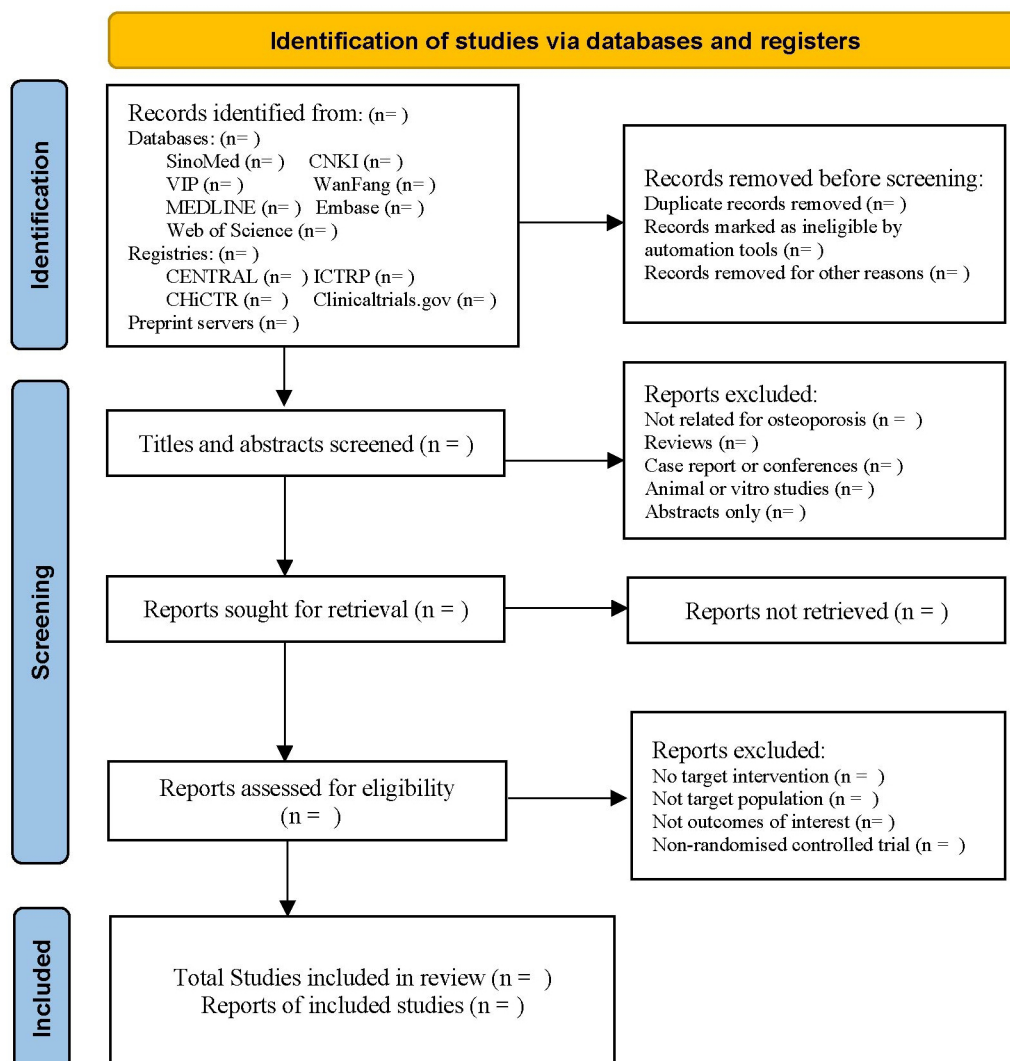 Identification of studies via databases and registers
Identification
Records identified from: (n= )
Databases: (n= )
SinoMed (n= ) CNKI (n= )
VIP (n= ) WanFang (n= )
MEDLINE (n= ) Embase (n= )
Web of Science (n= )
Registries: (n= )
CENTRAL (n= ) ICTRP (n= )
CHiCTR (n= ) Clinicaltrials.gov (n= )
Preprint servers (n= )
Records removed before screening:
Duplicate records removed (n= )
Records marked as ineligible by
automation tools (n= )
Records removed for other reasons (n= )
Screening
Titles and abstracts screened (n = )
Reports excluded:
Not related for osteoporosis (n = )
Reviews (n= )
Case report or conferences (n= )
Animal or vitro studies (n= )
Abstracts only (n= )
Reports sought for retrieval (n = )
Reports not retrieved (n = )
Reports assessed for eligibility
(n = )
Reports excluded:
No target intervention (n = )
Not target population (n = )
Not outcomes of interest (n= )
Non-randomised controlled trial (n = )
Included
Total Studies included in review (n = )
Reports of included studies (n = )